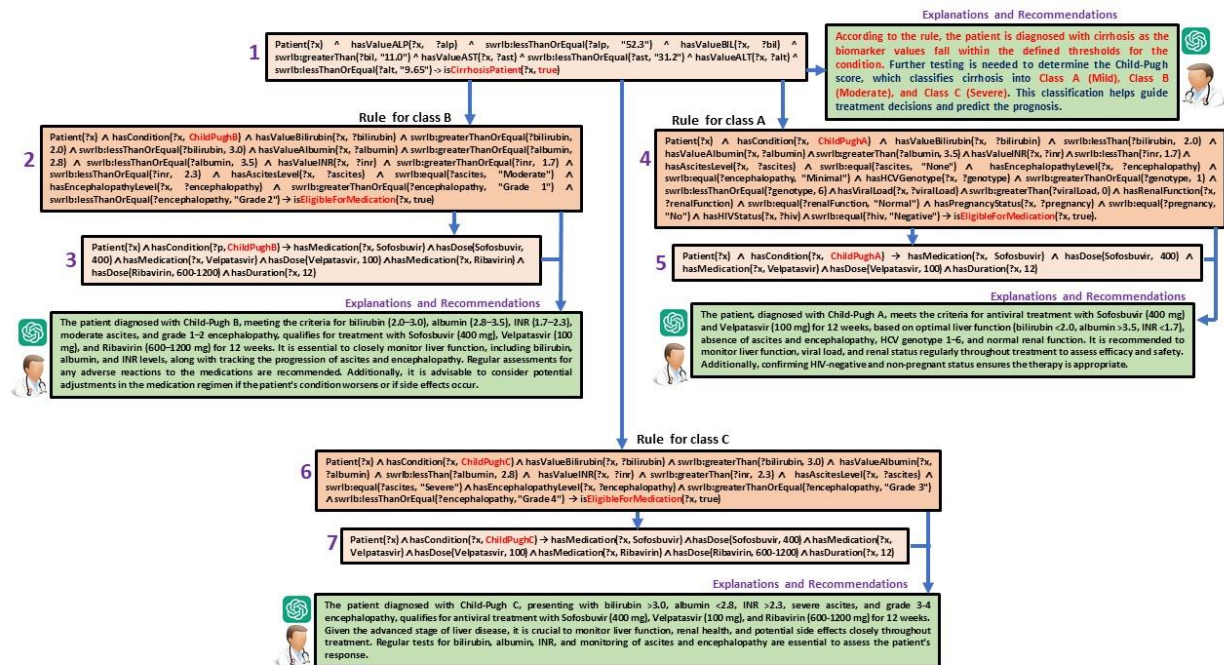 Explanations and Recommendations
1
Patient(?x) ^ hasValueALP(?x, ?alp) ^ swrlb:lessThanOrEqual(?alp, "52.3") ^ hasValueBIL(?x, ?bil) ^
swrlb:greaterThan(?bil, "11.0") ^ hasValueAST(?x, ?ast) ^ swrlb:lessThanOrEqual(?ast, "31.2") ^ hasValueALT(?x, ?alt) ^
swrlb:lessThanOrEqual(?alt, "9.65") -> isCirrhosisPatient(?x, true)
According to the rule, the patient is diagnosed with cirrhosis as the
biomarker values fall within the defined thresholds for the
condition. Further testing is needed to determine the Child-Pugh
score, which classifies cirrhosis into Class A (Mild), Class B
(Moderate), and Class C (Severe). This classification helps guide
treatment decisions and predict the prognosis.
Rule for class B
2
Patient(?x) ∧ hasCondition(?x, ChildPughB) ∧ hasValueBilirubin(?x, ?bilirubin) ∧ swrlb:greaterThanOrEqual(?bilirubin,
2.0) ∧ swrlb:lessThanOrEqual(?bilirubin, 3.0) ∧ hasValueAlbumin(?x, ?albumin) ∧ swrlb:greaterThanOrEqual(?albumin,
2.8) ∧ swrlb:lessThanOrEqual(?albumin, 3.5) ∧ hasValueINR(?x, ?inr) ∧ swrlb:greaterThanOrEqual(?inr, 1.7) ∧
swrlb:lessThanOrEqual(?inr, 2.3) ∧ hasAscitesLevel(?x, ?ascites) ∧ swrlb:equal(?ascites, "Moderate") ∧
hasEncephalopathyLevel(?x, ?encephalopathy) ∧ swrlb:greaterThanOrEqual(?encephalopathy, "Grade 1") ∧
swrlb:lessThanOrEqual(?encephalopathy, "Grade 2") → isEligibleForMedication(?x, true)
Rule for class A
4
Patient(?x) ∧ hasCondition(?x, ChildPughA) ∧ hasValueBilirubin(?x, ?bilirubin) ∧ swrlb:lessThan(?bilirubin, 2.0) ∧
hasValueAlbumin(?x, ?albumin) ∧ swrlb:greaterThan(?albumin, 3.5) ∧ hasValueINR(?x, ?inr) ∧ swrlb:lessThan(?inr, 1.7) ∧
hasAscitesLevel(?x, ?ascites) ∧ swrlb:equal(?ascites, "None") ∧ hasEncephalopathyLevel(?x, ?encephalopathy) ∧
swrlb:equal(?encephalopathy, "Minimal") ∧ hasHCVGenotype(?x, ?genotype) ∧ swrlb:greaterThanOrEqual(?genotype, 1) ∧
swrlb:lessThanOrEqual(?genotype, 6) ∧ hasViralLoad(?x, ?viralLoad) ∧ swrlb:greaterThan(?viralLoad, 0) ∧ hasRenalFunction(?x,
?renalFunction) ∧ swrlb:equal(?renalFunction, "Normal") ∧ hasPregnancyStatus(?x, ?pregnancy) ∧ swrlb:equal(?pregnancy,
"No") ∧ hasHIVStatus(?x, ?hiv) ∧ swrlb:equal(?hiv, "Negative") → isEligibleForMedication(?x, true).
3
Patient(?x) ∧ hasCondition(?p, ChildPughB) → hasMedication(?x, Sofosbuvir) ∧ hasDose(Sofosbuvir,
400) ∧ hasMedication(?x, Velpatasvir) ∧ hasDose(Velpatasvir, 100) ∧ hasMedication(?x, Ribavirin) ∧
hasDose(Ribavirin, 600-1200) ∧ hasDuration(?x, 12)
5
Patient(?x) ∧ hasCondition(?x, ChildPughA) → hasMedication(?x, Sofosbuvir) ∧ hasDose(Sofosbuvir, 400) ∧
hasMedication(?x, Velpatasvir) ∧ hasDose(Velpatasvir, 100) ∧ hasDuration(?x, 12)
Explanations and Recommendations
The patient diagnosed with Child-Pugh B, meeting the criteria for bilirubin (2.0–3.0), albumin (2.8–3.5), INR (1.7–2.3),
moderate ascites, and grade 1–2 encephalopathy, qualifies for treatment with Sofosbuvir (400 mg), Velpatasvir (100
mg), and Ribavirin (600–1200 mg) for 12 weeks. It is essential to closely monitor liver function, including bilirubin,
albumin, and INR levels, along with tracking the progression of ascites and encephalopathy. Regular assessments for
any adverse reactions to the medications are recommended. Additionally, it is advisable to consider potential
adjustments in the medication regimen if the patient's condition worsens or if side effects occur.
Explanations and Recommendations
The patient, diagnosed with Child-Pugh A, meets the criteria for antiviral treatment with Sofosbuvir (400 mg)
and Velpatasvir (100 mg) for 12 weeks, based on optimal liver function (bilirubin <2.0, albumin >3.5, INR <1.7),
absence of ascites and encephalopathy, HCV genotype 1–6, and normal renal function. It is recommended to
monitor liver function, viral load, and renal status regularly throughout treatment to assess efficacy and safety.
Additionally, confirming HIV-negative and non-pregnant status ensures the therapy is appropriate.
Rule for class C
6
Patient(?x) ∧ hasCondition(?x, ChildPughC) ∧ hasValueBilirubin(?x, ?bilirubin) ∧ swrlb:greaterThan(?bilirubin, 3.0) ∧ hasValueAlbumin(?x,
?albumin) ∧ swrlb:lessThan(?albumin, 2.8) ∧ hasValueINR(?x, ?inr) ∧ swrlb:greaterThan(?inr, 2.3) ∧ hasAscitesLevel(?x, ?ascites) ∧
swrlb:equal(?ascites, "Severe") ∧ hasEncephalopathyLevel(?x, ?encephalopathy) ∧ swrlb:greaterThanOrEqual(?encephalopathy, "Grade 3")
∧ swrlb:lessThanOrEqual(?encephalopathy, "Grade 4") → isEligibleForMedication(?x, true)
7
Patient(?x) ∧ hasCondition(?x, ChildPughC) → hasMedication(?x, Sofosbuvir) ∧ hasDose(Sofosbuvir, 400) ∧ hasMedication(?x,
Velpatasvir) ∧ hasDose(Velpatasvir, 100) ∧ hasMedication(?x, Ribavirin) ∧ hasDose(Ribavirin, 600-1200) ∧ hasDuration(?x, 12)
Explanations and Recommendations
The patient diagnosed with Child-Pugh C, presenting with bilirubin >3.0, albumin <2.8, INR >2.3, severe ascites, and grade 3-4
encephalopathy, qualifies for antiviral treatment with Sofosbuvir (400 mg), Velpatasvir (100 mg), and Ribavirin (600-1200 mg) for 12 weeks.
Given the advanced stage of liver disease, it is crucial to monitor liver function, renal health, and potential side effects closely throughout
treatment. Regular tests for bilirubin, albumin, INR, and monitoring of ascites and encephalopathy are essential to assess the patient's
response.